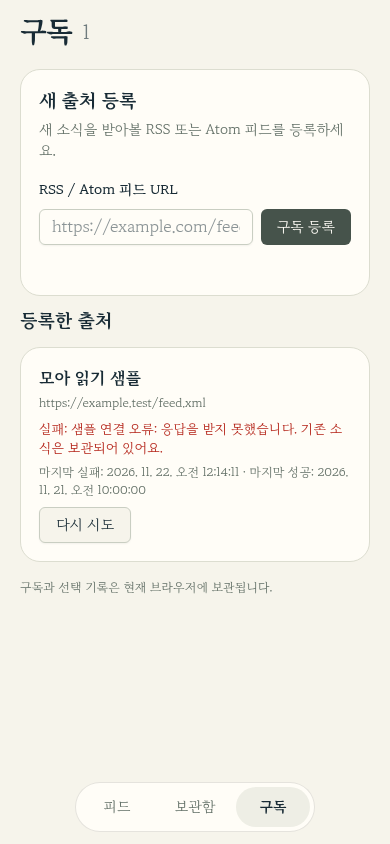 구독 1
새 출처 등록
새 소식을 받아볼 RSS 또는 Atom 피드를 등록하세
요.
RSS / Atom 피드 URL
https://example.com/fee
구독 등록
등록한 출처
모아 읽기 샘플
https://example.test/feed.xml
실패: 샘플 연결 오류: 응답을 받지 못했습니다. 기존 소
식은 보관되어 있어요.
마지막 실패: 2026. 11. 22. 오전 12:14:11 · 마지막 성공: 2026.
11. 21. 오전 10:00:00
다시 시도
구독과 선택 기록은 현재 브라우저에 보관됩니다.
피드
보관함
구독